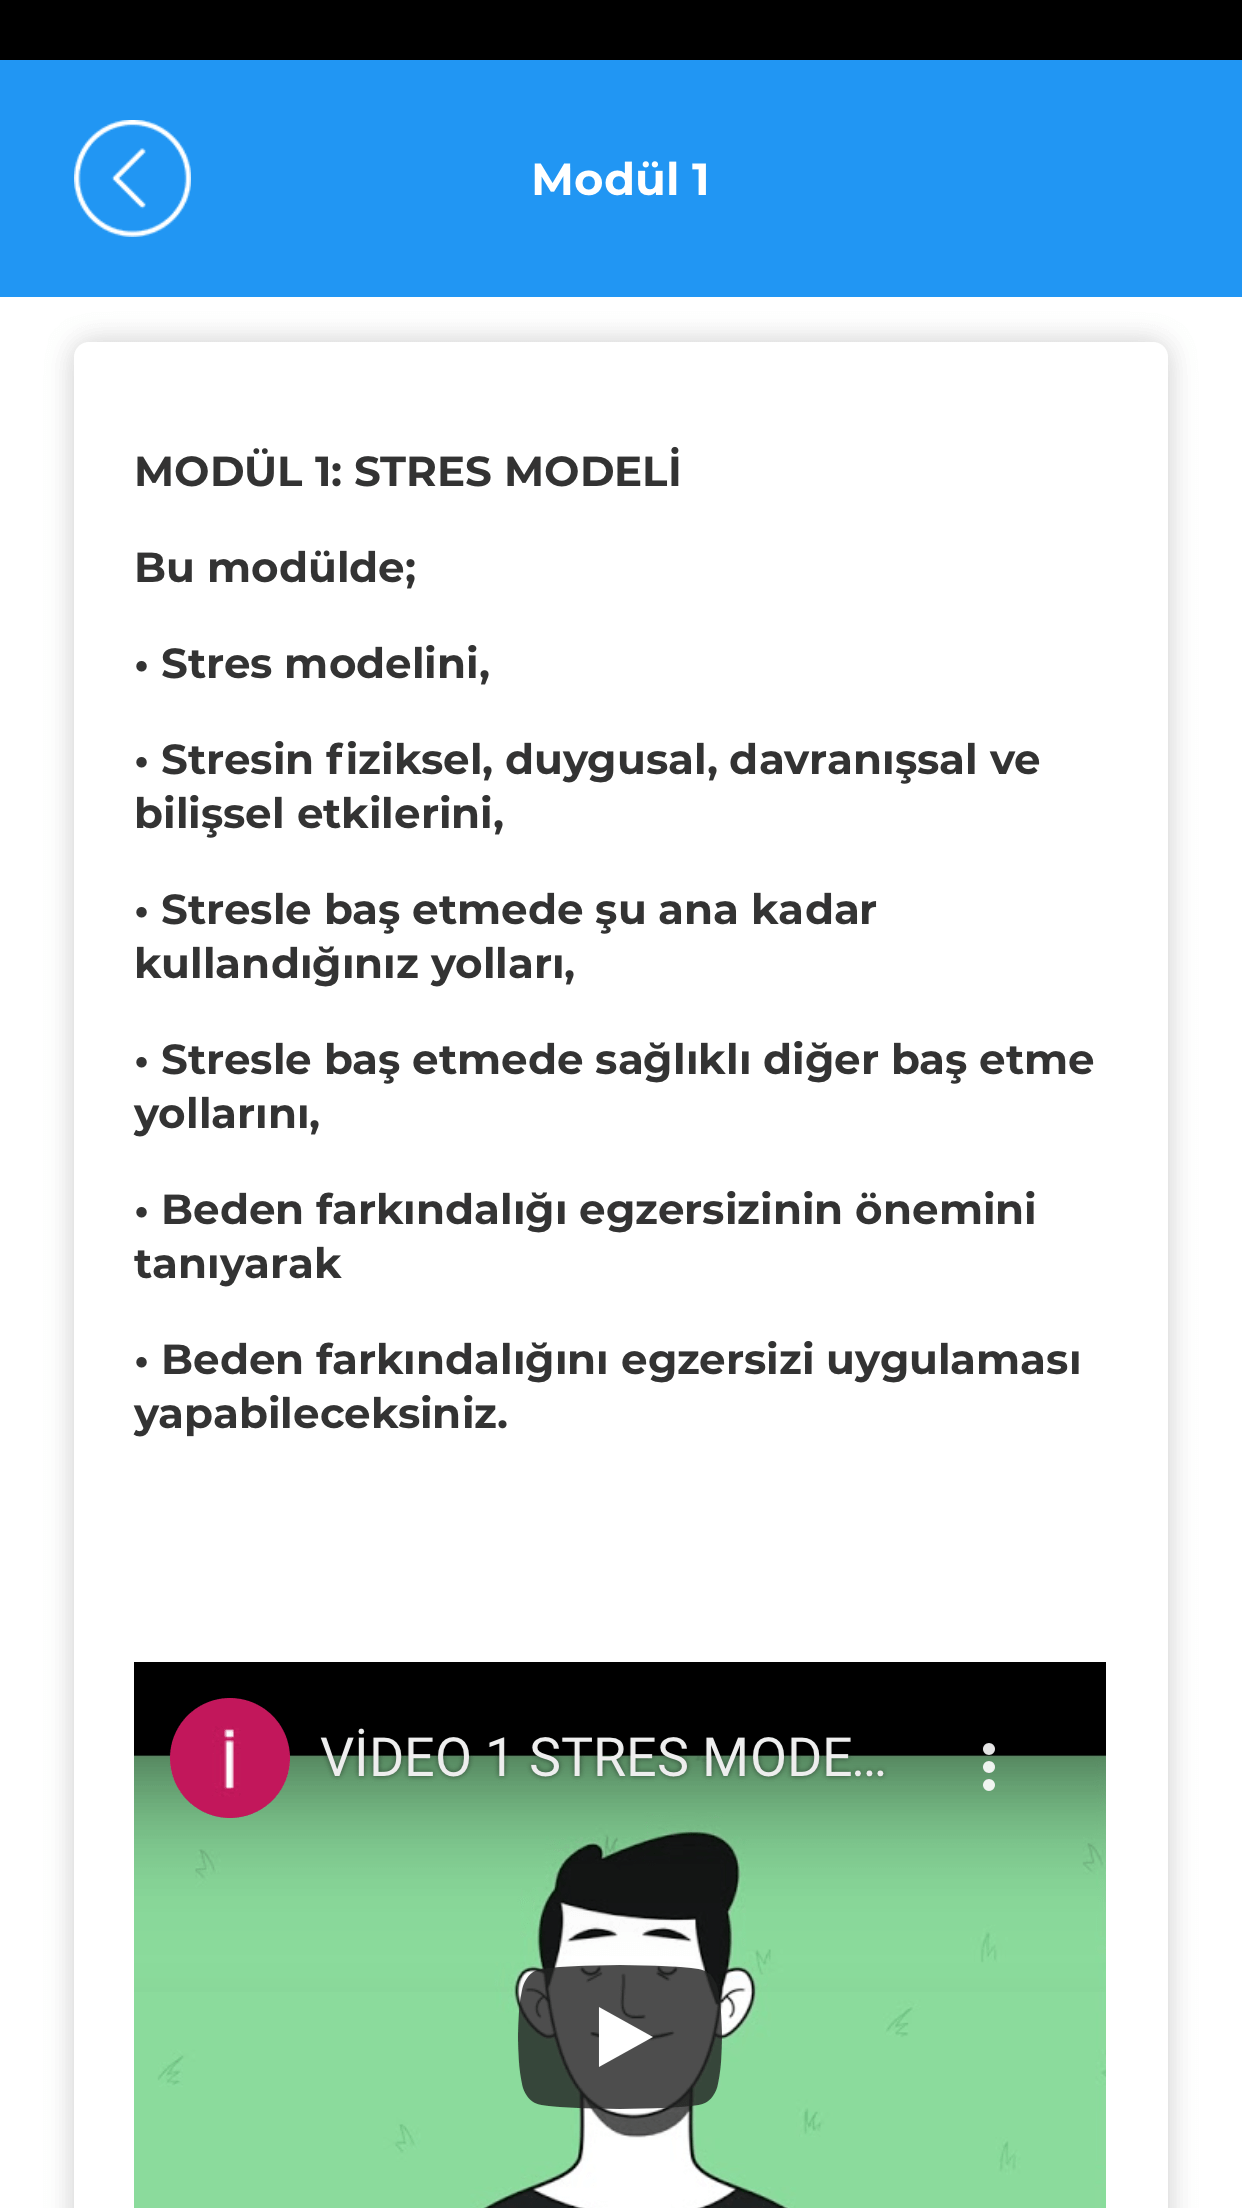 Modül 1
MODÜL 1: STRES MODELİ
Bu modülde;
• Stres modelini,
• Stresin fiziksel, duygusal, davranışsal ve
bilişsel etkilerini,
• Stresle baş etmede şu ana kadar
kullandığınız yolları,
• Stresle baş etmede sağlıklı diğer baş etme
yollarını,
• Beden farkındalığı egzersizinin önemini
tanıyarak
• Beden farkındalığını egzersizi uygulaması
yapabileceksiniz.
i VİDEO 1 STRES MODE...